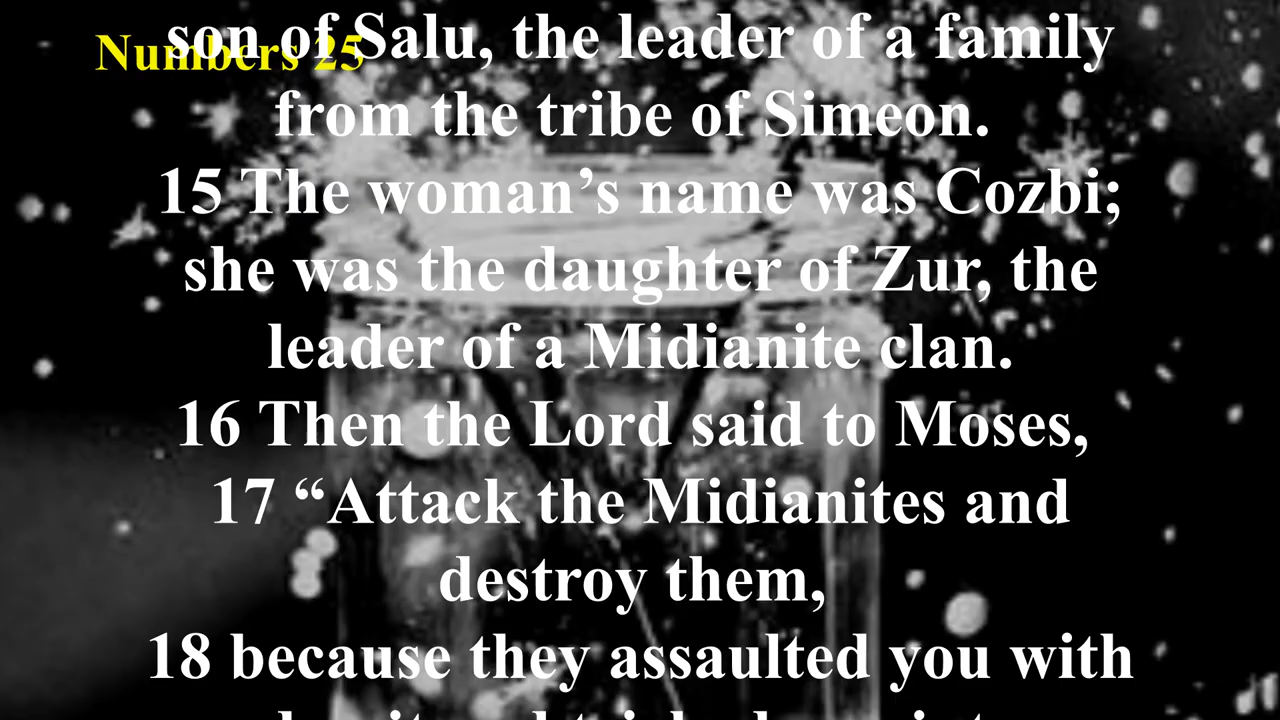 Numbers 25
son of Salu, the leader of a family
from the tribe of Simeon.
15 The woman’s name was Cozbi;
she was the daughter of Zur, the
leader of a Midianite clan.
16 Then the Lord said to Moses,
17 “Attack the Midianites and
destroy them,
18 because they assaulted you with